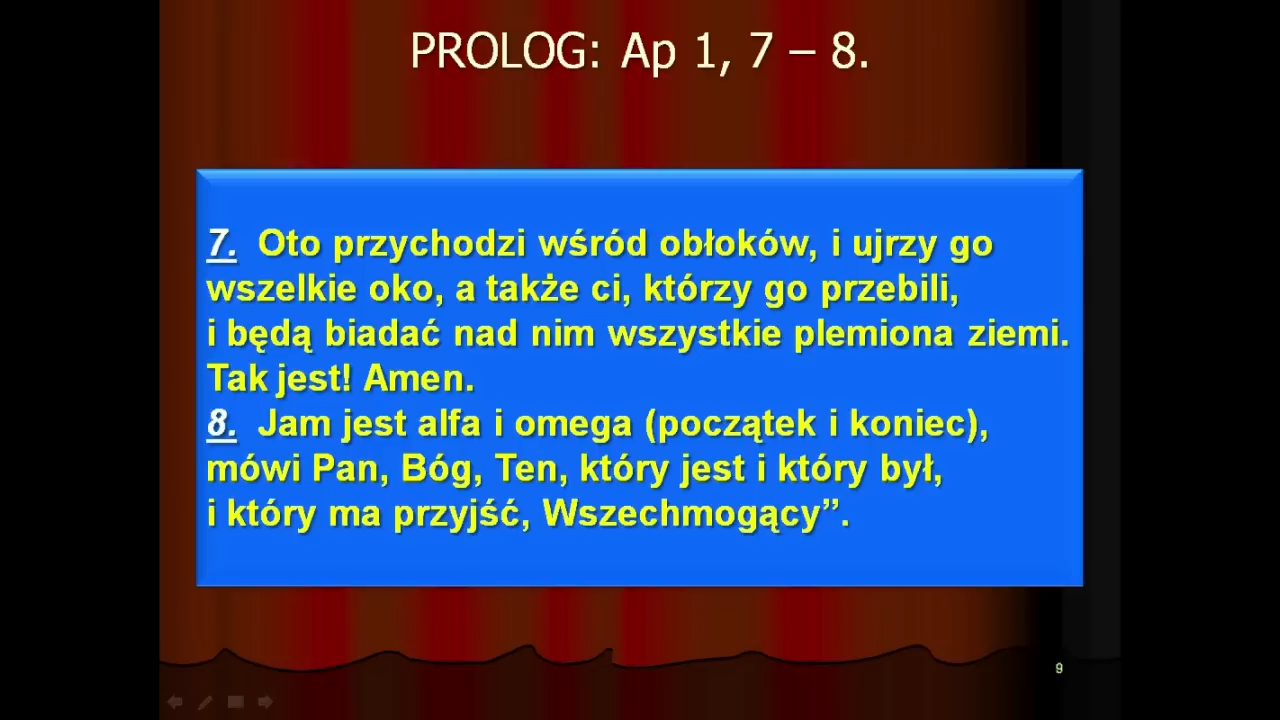 PROLOG: Ap 1, 7 – 8.
7. Oto przychodzi wśród obłoków, i ujrzy go
wszelkie oko, a także ci, którzy go przebili,
i będą biadać nad nim wszystkie plemiona ziemi.
Tak jest! Amen.
8. Jam jest alfa i omega (początek i koniec),
mówi Pan, Bóg, Ten, który jest i który był,
i który ma przyjść, Wszechmogący”.
9